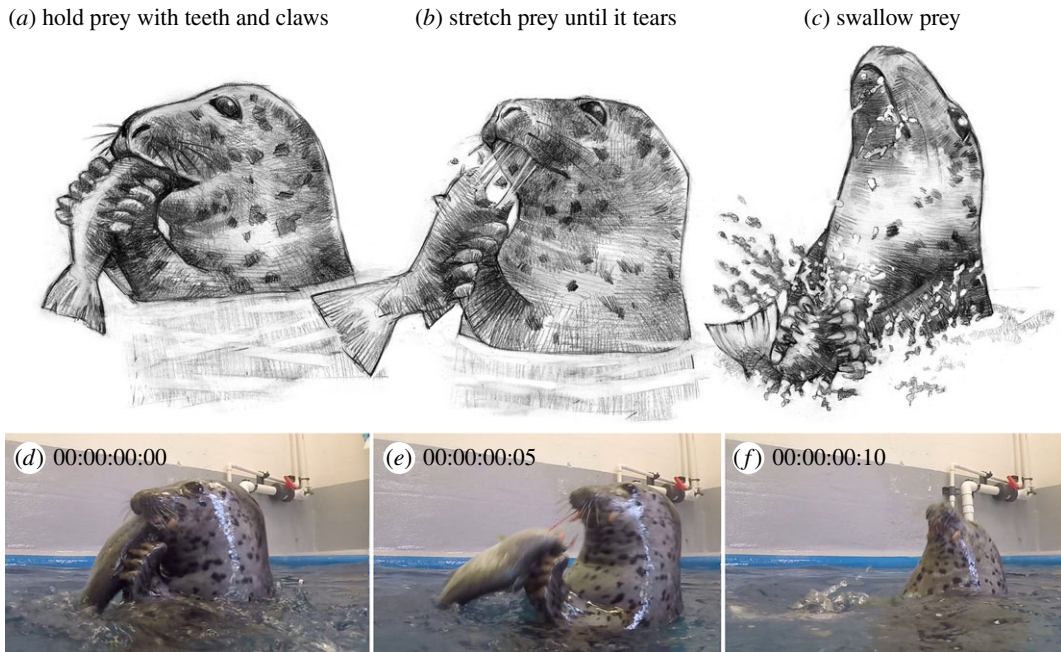 (a) hold prey with teeth and claws
(b) stretch prey until it tears
(c) swallow prey
(d) 00:00:00:00
(e) 00:00:00:05
(f) 00:00:00:10